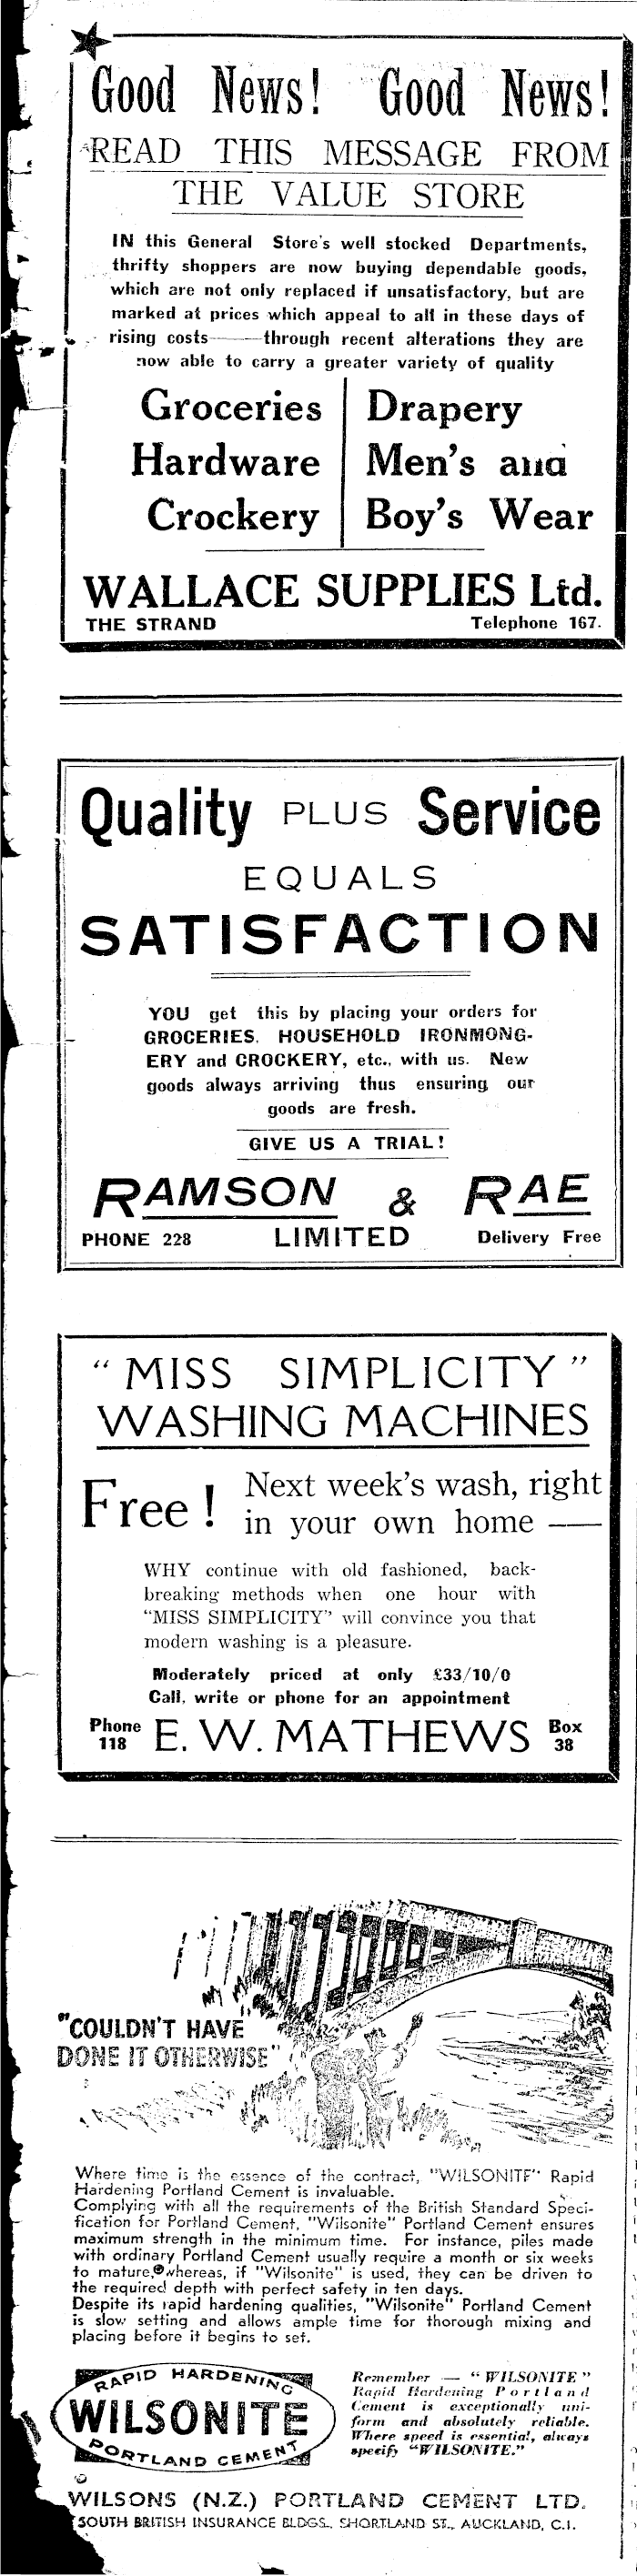 Good News! Good News!
READ THIS MESSAGE FROM
THE VALUE STORE
IN this General Store's well stocked Departments,
thrifty shoppers are now buying dependable goods,
which are not only replaced if unsatisfactory, but are
marked at prices which appeal to all in these days of
rising costs——through recent alterations they are
now able to carry a greater variety of quality
Groceries
Hardware
Crockery
Drapery
Men's and
Boy's Wear
WALLACE SUPPLIES Ltd.
THE STRAND Telephone 167.
Quality PLUS Service
EQUALS
SATISFACTION
YOU get this by placing your orders for
GROCERIES, HOUSEHOLD IRONMONG-
ERY and CROCKERY, etc., with us. New
goods always arriving thus ensuring our
goods are fresh.
GIVE US A TRIAL!
RAMSON & RAE
PHONE 228 LIMITED Delivery Free
"MISS SIMPLICITY"
WASHING MACHINES
Free! Next week's wash, right
in your own home —
WHY continue with old fashioned, back-
breaking methods when one hour with
"MISS SIMPLICITY" will convince you that
modern washing is a pleasure.
Moderately priced at only £33/10/0
Call, write or phone for an appointment
Phone 118 E. W. MATHEWS Box 38
"COULDN'T HAVE
DONE IT OTHERWISE"
Where time is the essence of the contract, "WILSONITE" Rapid
Hardening Portland Cement is invaluable.
Complying with all the requirements of the British Standard Speci-
fication for Portland Cement, "Wilsonite" Portland Cement ensures
maximum strength in the minimum time. For instance, piles made
with ordinary Portland Cement usually require a month or six weeks
to mature, whereas, if "Wilsonite" is used, they can be driven to
the required depth with perfect safety in ten days.
Despite its rapid hardening qualities, "Wilsonite" Portland Cement
is slow setting and allows ample time for thorough mixing and
placing before it begins to set.
RAPID HARDENING
WILSONITE
PORTLAND CEMENT
Remember — "WILSONITE"
Rapid Hardening Portland
Cement is exceptionally uni-
form and absolutely reliable.
Where speed is essential, always
specify "WILSONITE."
WILSONS (N.Z.) PORTLAND CEMENT LTD.
SOUTH BRITISH INSURANCE BLDGS., SHORTLAND ST., AUCKLAND, C.I.